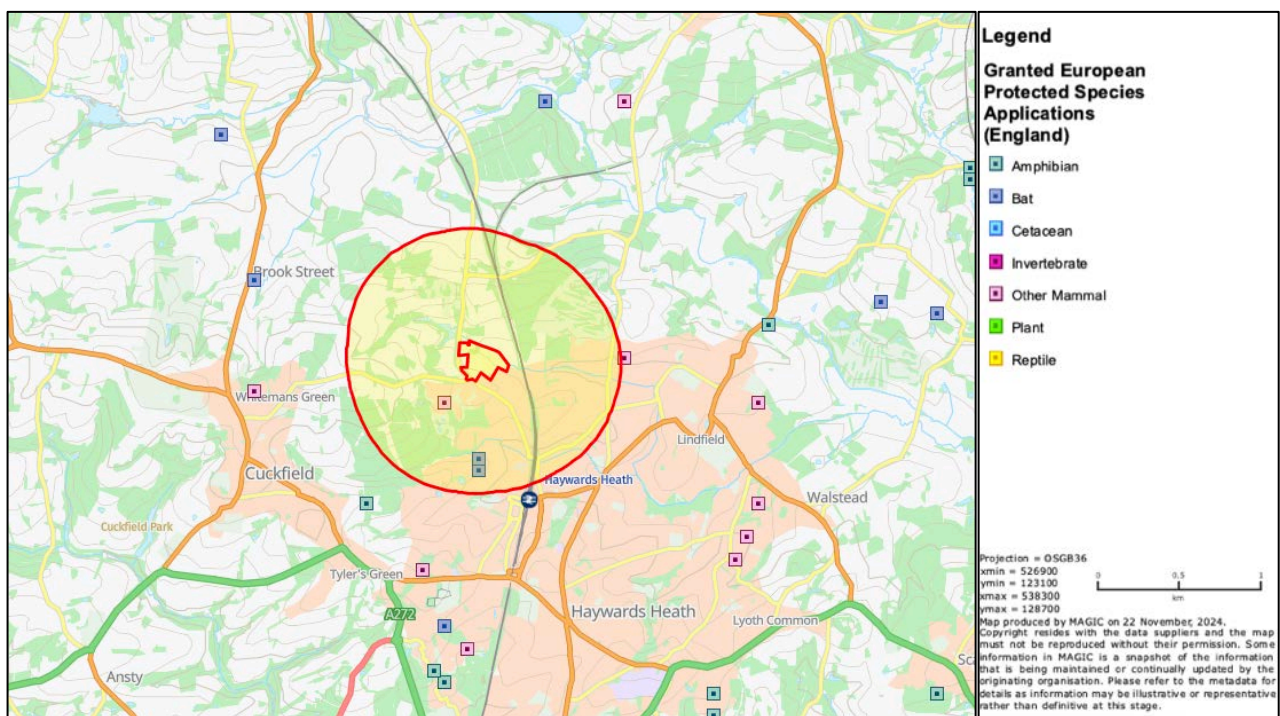 Legend
Granted European
Protected Species
Applications
(England)
Amphibian
Bat
Cetacean
Invertebrate
Other Mammal
Plant
Reptile
Projection = OSGB36
xmin = 526900
ymin = 123100
xmax = 538300
ymax = 128700
0 0.5 1
km
Map produced by MAGIC on 22 November, 2024.
Copyright resides with the data suppliers and the map
must not be reproduced without their permission. Some
information in MAGIC is a snapshot of the information
that is being maintained or continually updated by the
originating organisation. Please refer to the metadata for
details as information may be illustrative or representative
rather than definitive at this stage.
Brook Street
Whitemans Green
Cuckfield
Cuckfield Park
Lindfield
Haywards Heath
Walstead
Tyler's Green
A272
Haywards Heath
Lyoth Common
Ansty
Sca